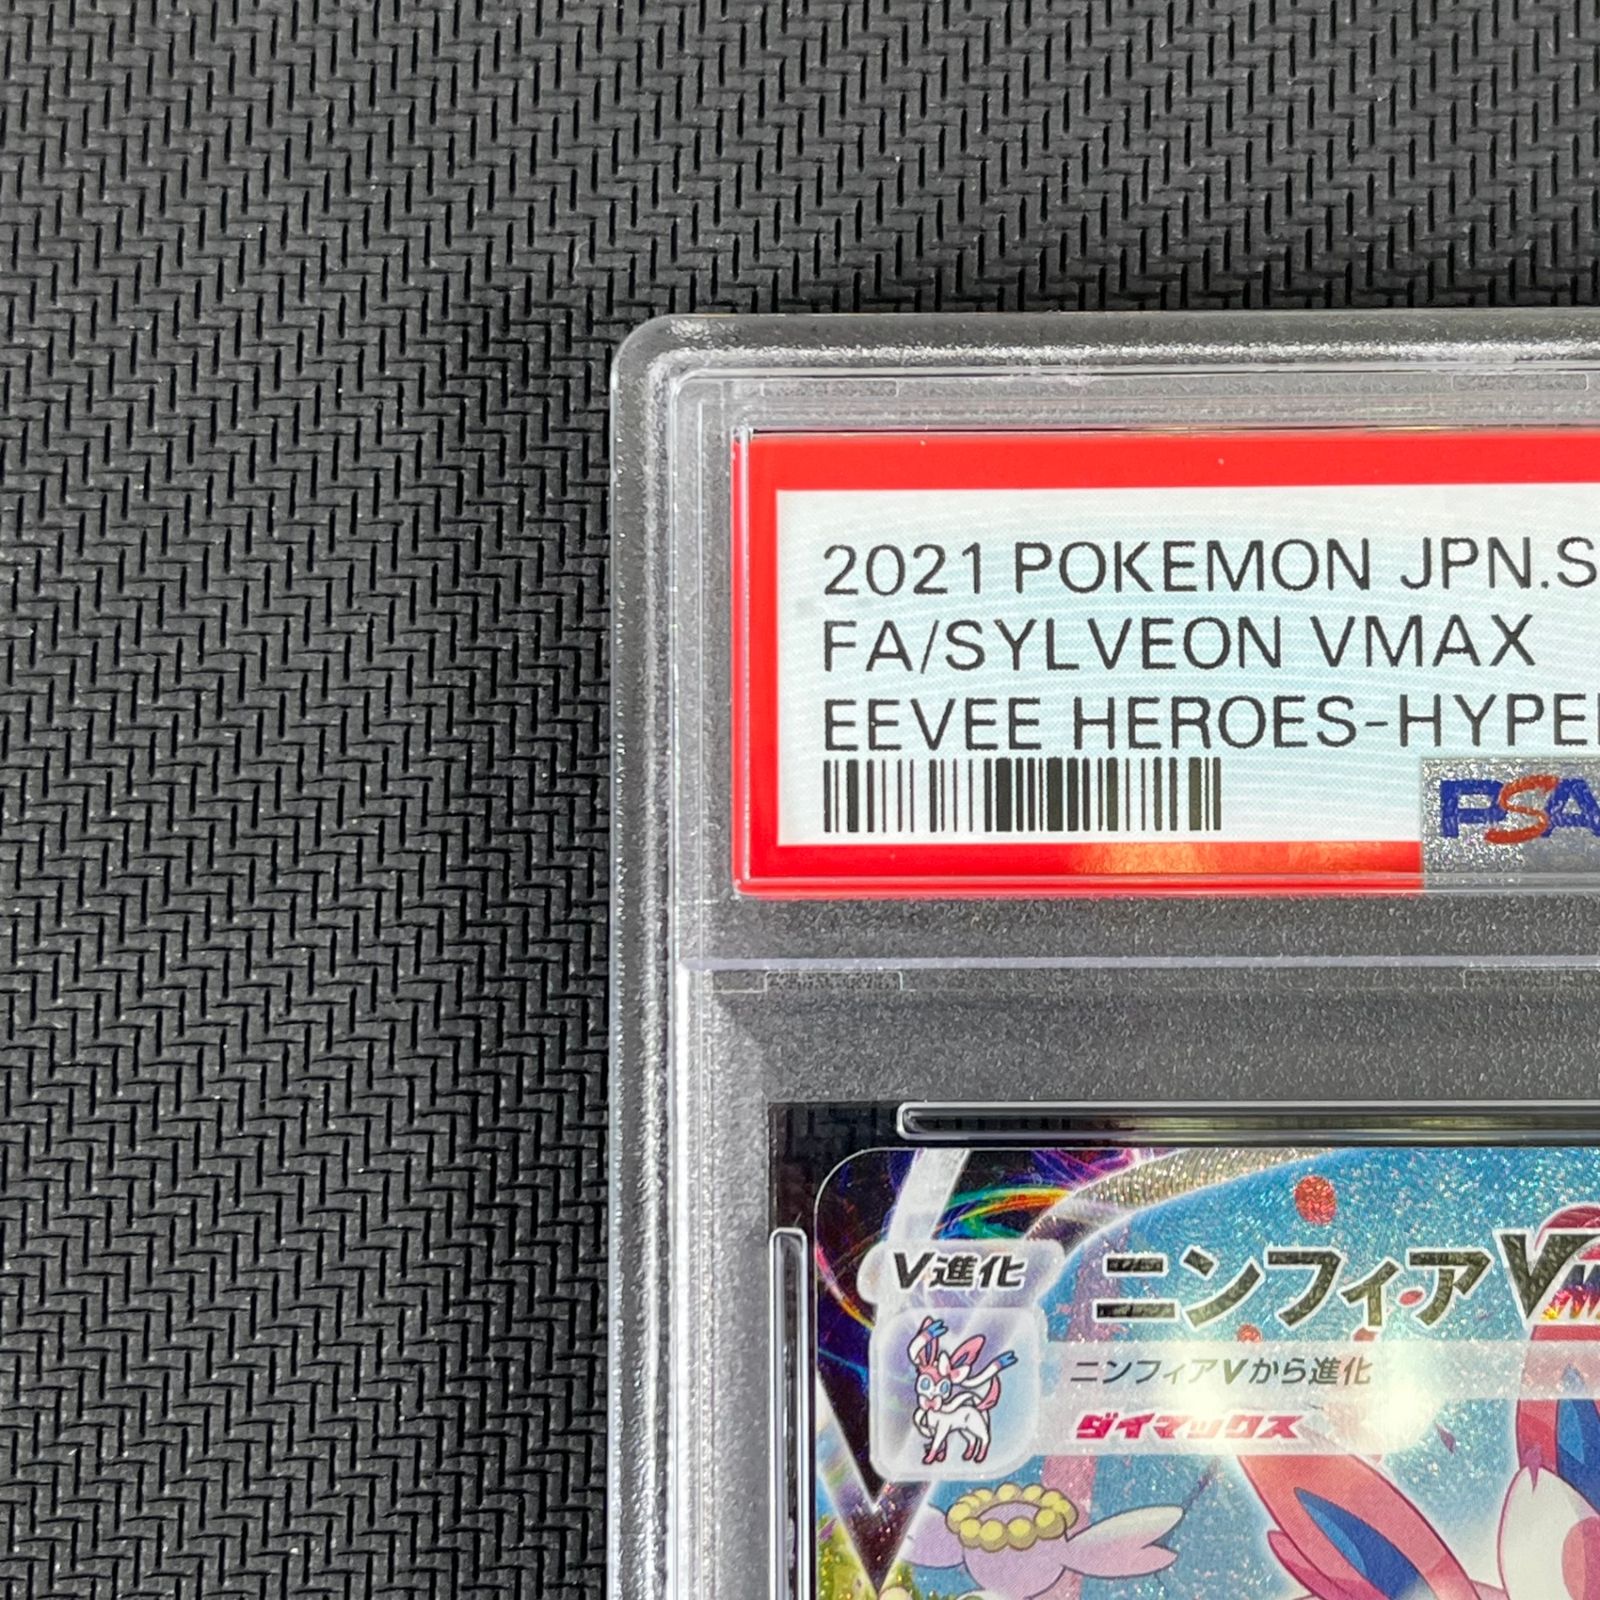 2021 POKEMON JPN.S
FA/SYLVEON VMAX
EEVEE HEROES-HYPE
PSA
V進化
ニンフィアV
ニンフィアVから進化
ダイマックス